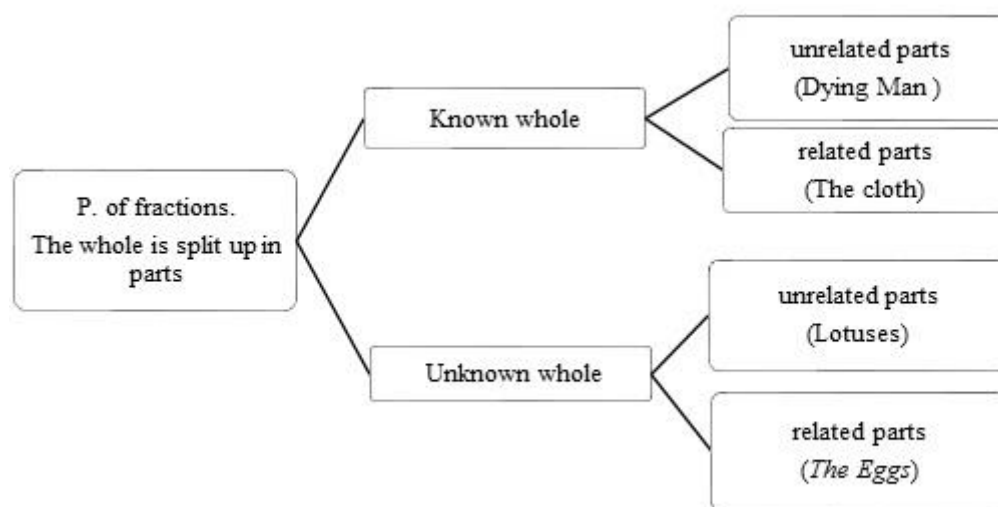 P. of fractions.
The whole is split up in
parts
Known whole
unrelated parts
(Dying Man )
related parts
(The cloth)
Unknown whole
unrelated parts
(Lotuses)
related parts
(The Eggs)